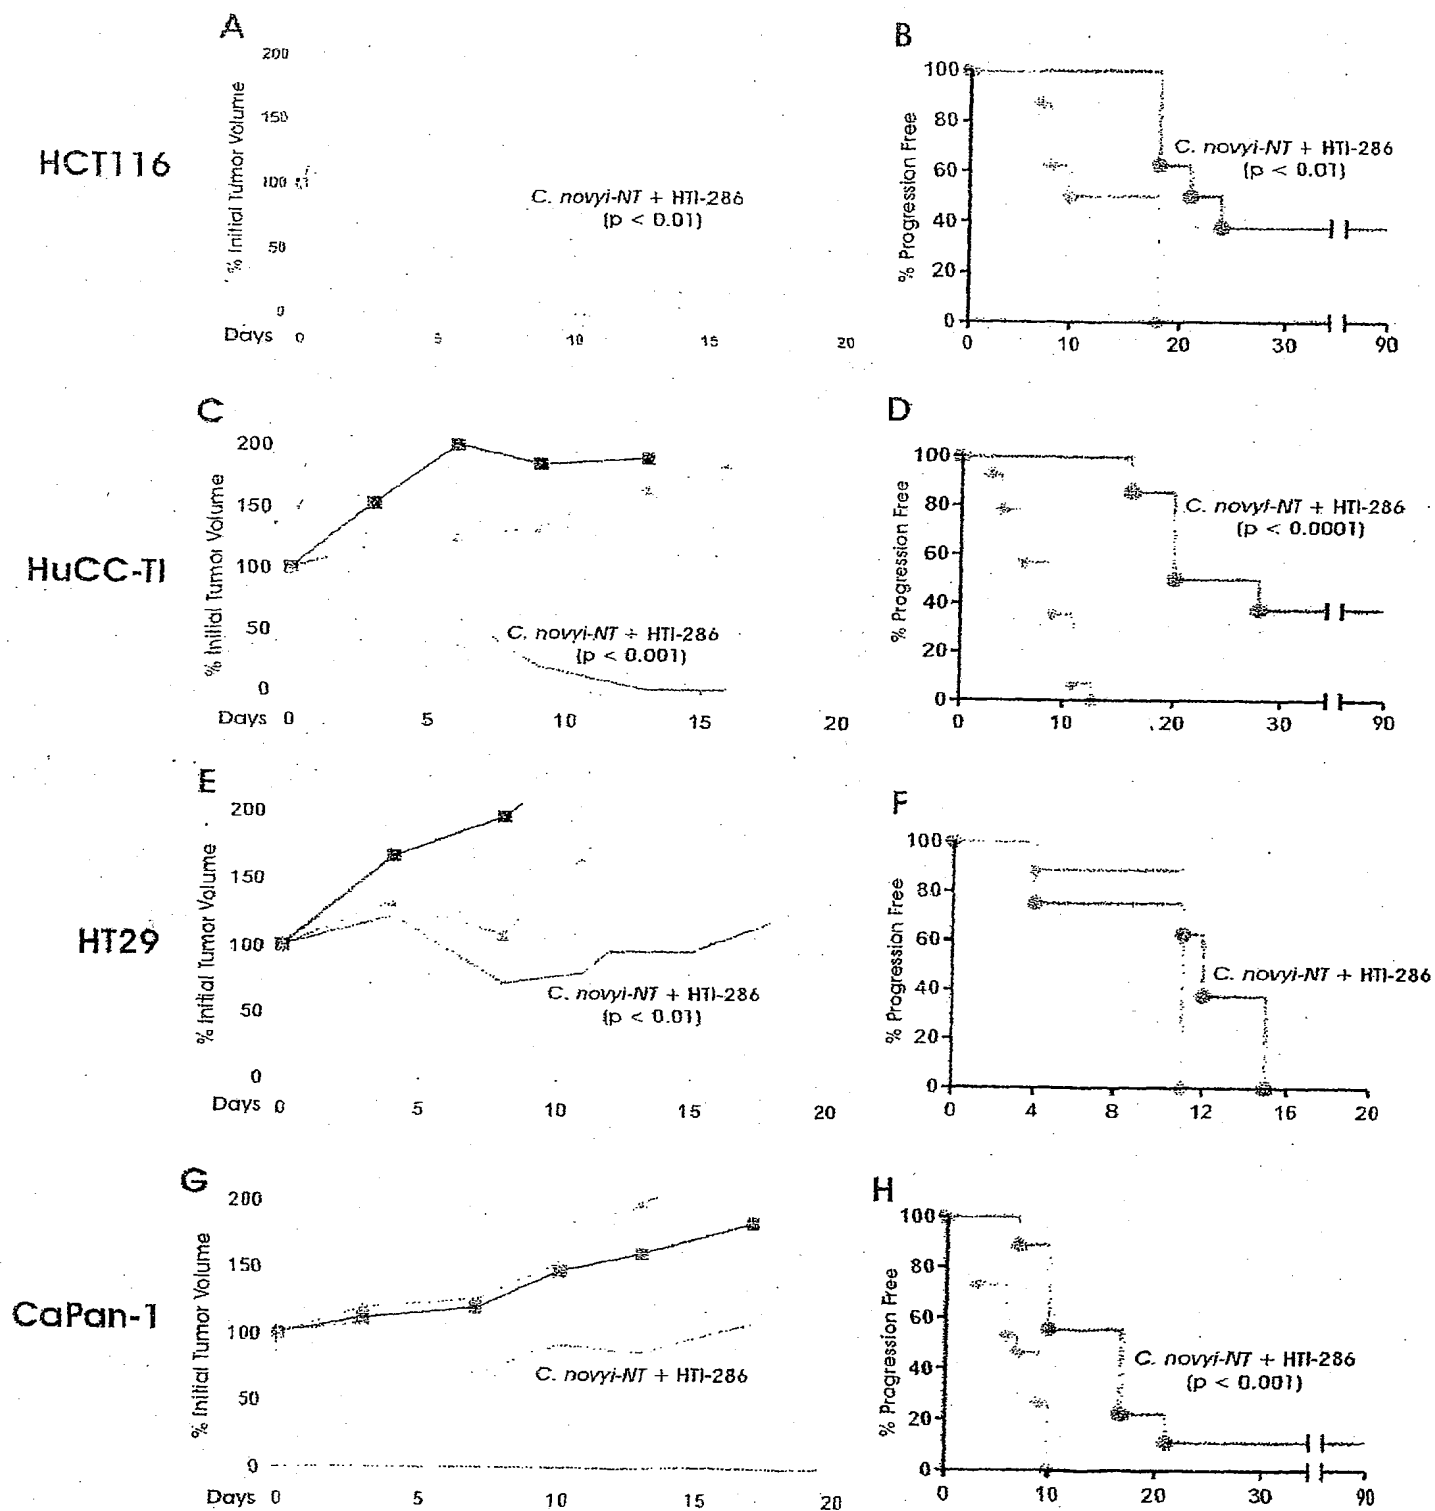 A
200
150
100
50
0
% Initial Tumor Volume
HCT116
C. novyi-NT + HTI-286
(p < 0.01)
Days 0 5 10 15 20
B
100
80
60
40
20
0
% Progression Free
C. novyi-NT + HTI-286
(p < 0.01)
0 10 20 30 90
C
200
150
100
50
0
% Initial Tumor Volume
HuCC-TI
C. novyi-NT + HTI-286
(p < 0.001)
Days 0 5 10 15 20
D
100
80
60
40
20
0
% Progression Free
C. novyi-NT + HTI-286
(p < 0.0001)
0 10 20 30 90
E
200
150
100
50
0
% Initial Tumor Volume
HT29
C. novyi-NT + HTI-286
(p < 0.01)
Days 0 5 10 15 20
F
100
80
60
40
20
0
% Progression Free
C. novyi-NT + HTI-286
0 4 8 12 16 20
G
200
150
100
50
0
% Initial Tumor Volume
CaPan-1
C. novyi-NT + HTI-286
Days 0 5 10 15 20
H
100
80
60
40
20
0
% Progression Free
C. novyi-NT + HTI-286
(p < 0.001)
0 10 20 30 90